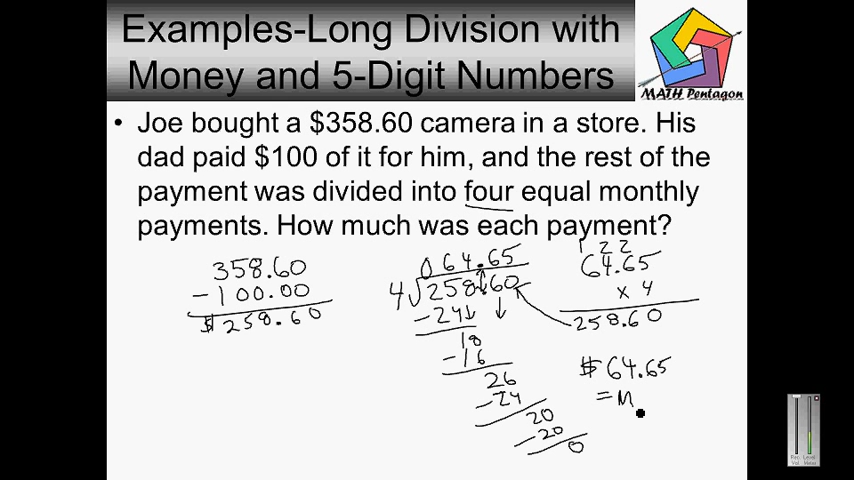 Examples-Long Division with
Money and 5-Digit Numbers
MATH Pentagon
• Joe bought a $358.60 camera in a store. His
dad paid $100 of it for him, and the rest of the
payment was divided into four equal monthly
payments. How much was each payment?
358.60
-100.00
$258.60
064.65
4)258.60
-24
18
-16
26
-24
20
-20
0
1 2 2
64.65
x 4
258.60
$64.65
= M